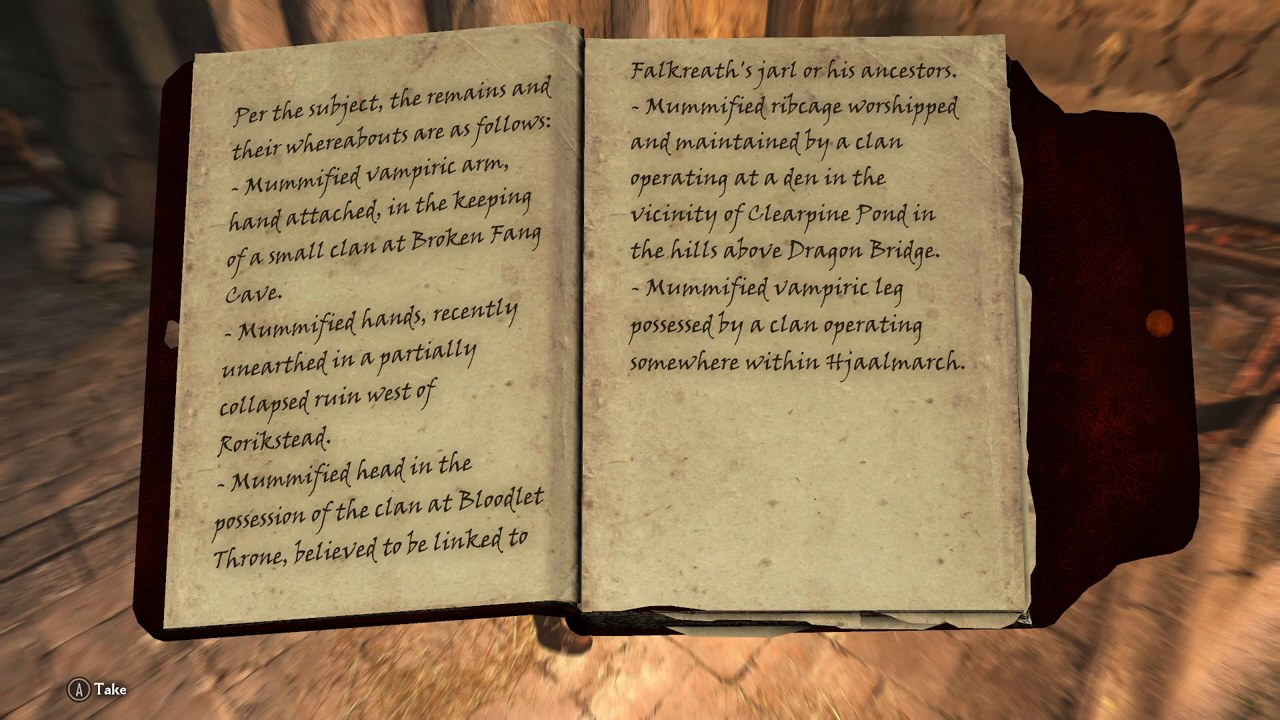 Per the subject, the remains and
their whereabouts are as follows:
- Mummified vampiric arm,
hand attached, in the keeping
of a small clan at Broken Fang
Cave.
- Mummified hands, recently
unearthed in a partially
collapsed ruin west of
Rorikstead.
- Mummified head in the
possession of the clan at Bloodlet
Throne, believed to be linked to
Falkreath's jarl or his ancestors.
- Mummified ribcage worshipped
and maintained by a clan
operating at a den in the
vicinity of Clearpine Pond in
the hills above Dragon Bridge.
- Mummified vampiric leg
possessed by a clan operating
somewhere within Hjaalmarch.
A Take